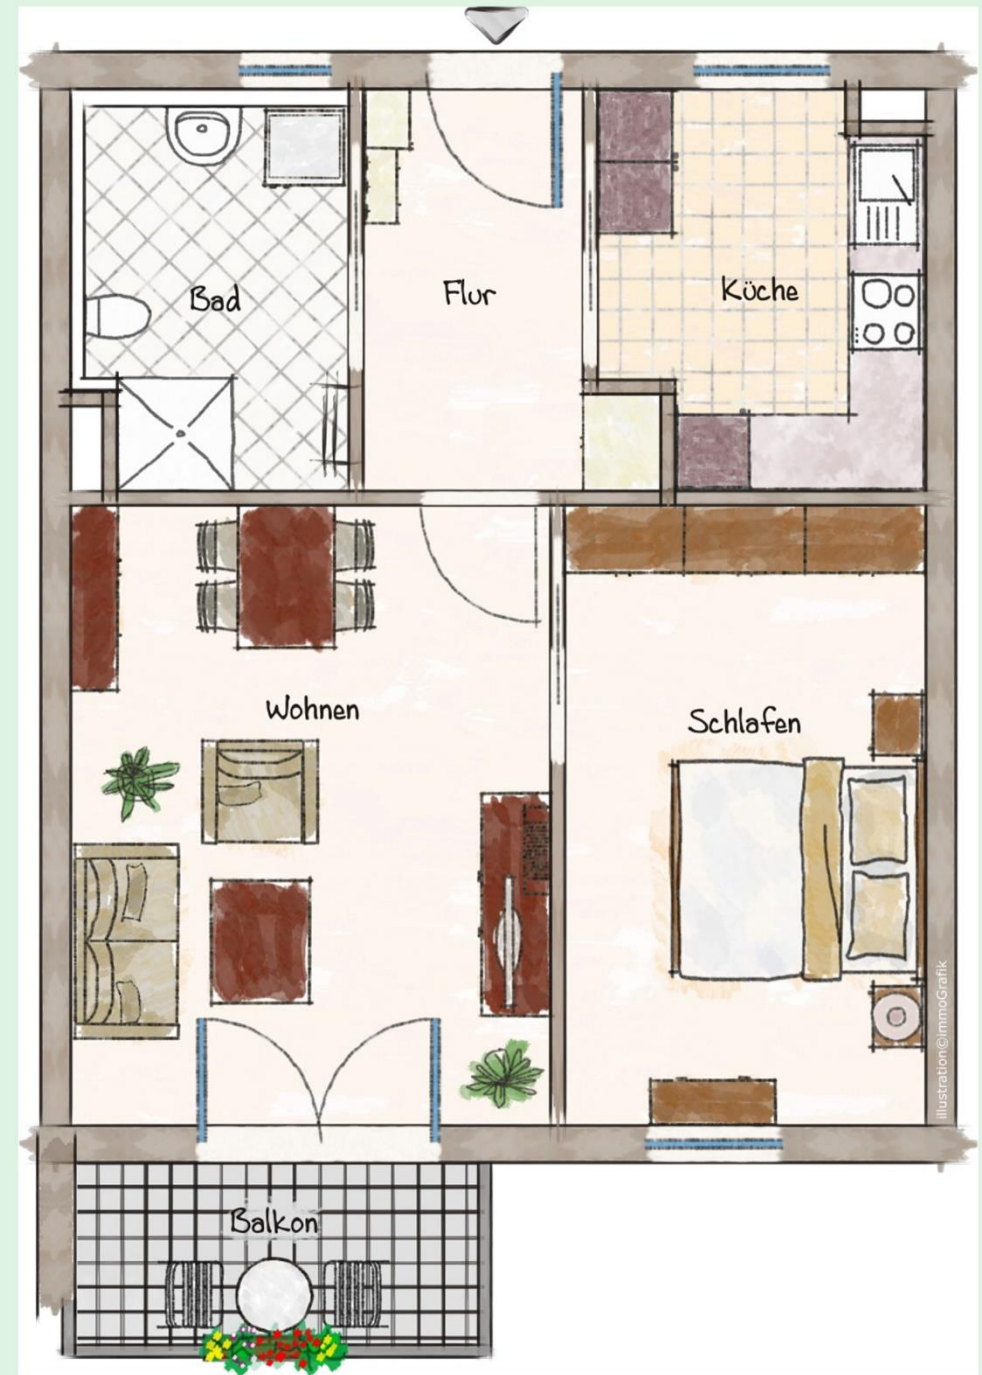 Bad
Flur
Küche
Wohnen
Schlafen
illustration©immoGrafik
Balkon